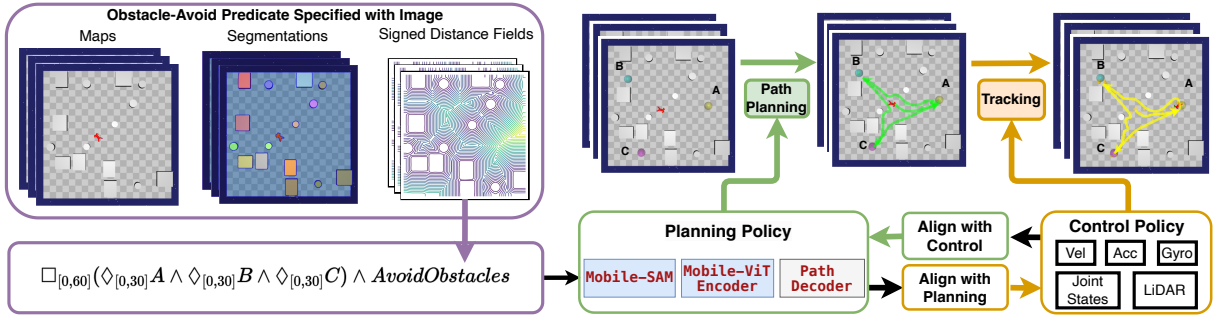 Obstacle-Avoid Predicate Specified with Image
Maps
Segmentations
Signed Distance Fields
□[0,60](◊[0,30]A ∧ ◊[0,30]B ∧ ◊[0,30]C) ∧ AvoidObstacles
B
A
C
Path
Planning
B
A
C
Tracking
B
A
C
Planning Policy
Mobile-SAM
Mobile-ViT
Encoder
Path
Decoder
Align with
Control
Align with
Planning
Control Policy
Vel
Acc
Gyro
Joint
States
LiDAR